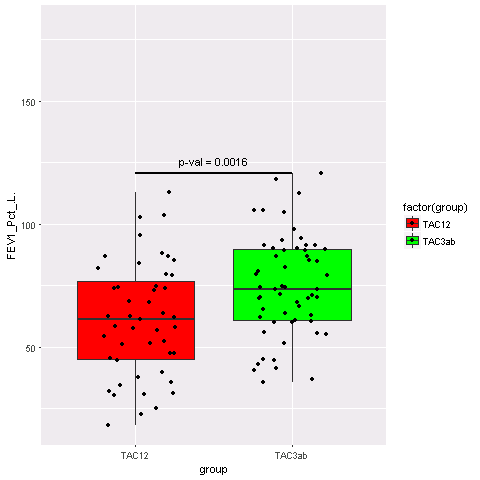 150
100
50
FEV1_Pct_L.
p-val = 0.0016
TAC12
TAC3ab
group
factor(group)
TAC12
TAC3ab